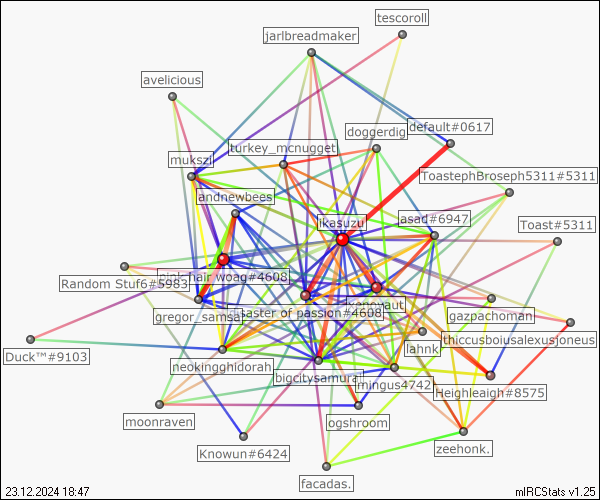 tescoroll
jarlbreadmaker
avelicious
default#0617
doggerdig
turkey_mcnugget
mukszi
ToastephBroseph5311#5311
andnewbees
ikasuzu
asad#6947
Toast#5311
pink hair woag#4608
Random Stuf6#5983
gregor_samsa
aster of passion#4608
gazpachoman
thiccusboiusalexusjoneus
lahnk
Duck™#9103
neokingghidorah
bigcitysamurai
mingus4742
Heighleaigh#8575
moonraven
ogshroom
Knowun#6424
zeehonk.
facadas.
23.12.2024 18:47
mIRCStats v1.25